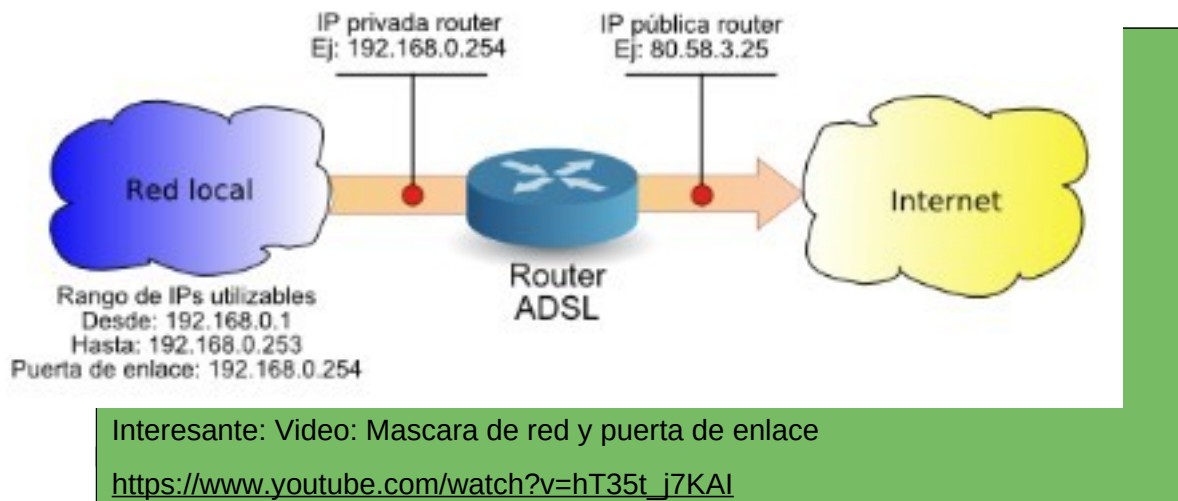 IP privada router
Ej: 192.168.0.254
IP pública router
Ej: 80.58.3.25
Red local
Internet
Router
ADSL
Rango de IPs utilizables
Desde: 192.168.0.1
Hasta: 192.168.0.253
Puerta de enlace: 192.168.0.254
Interesante: Video: Mascara de red y puerta de enlace
https://www.youtube.com/watch?v=hT35t_j7KAI